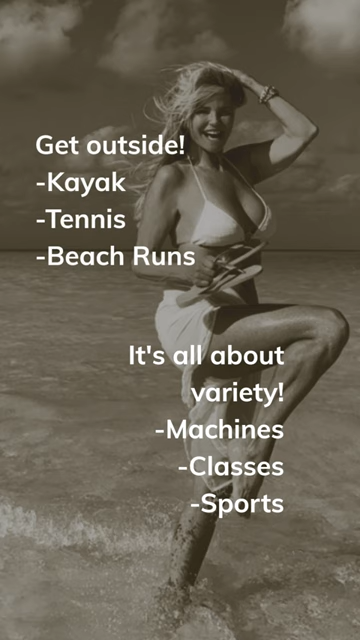 Get outside!
-Kayak
-Tennis
-Beach Runs
It's all about
variety!
-Machines
-Classes
-Sports